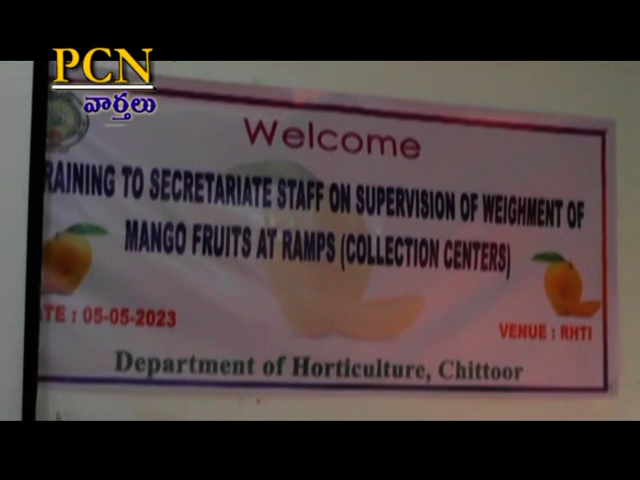 PCN
వార్తలు
Welcome
RAINING TO SECRETARIATE STAFF ON SUPERVISION OF WEIGHMENT OF
MANGO FRUITS AT RAMPS (COLLECTION CENTERS)
TE : 05-05-2023
VENUE : RHTI
Department of Horticulture, Chittoor